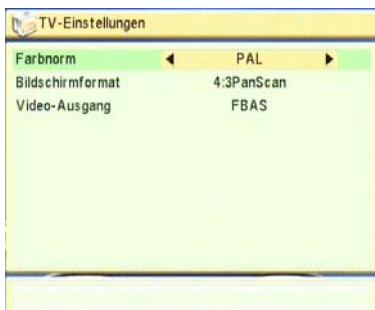 TV-Einstellungen
Farbnorm PAL
Bildschirmformat 4:3PanScan
Video-Ausgang FBAS